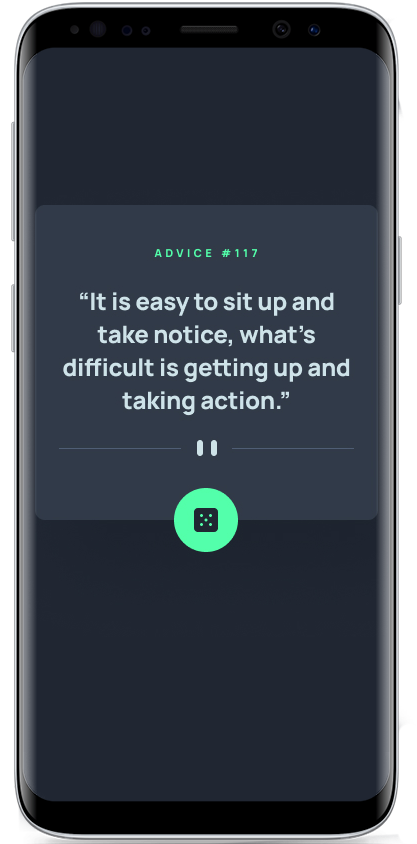 ADVICE #117
“It is easy to sit up and
take notice, what’s
difficult is getting up and
taking action.”